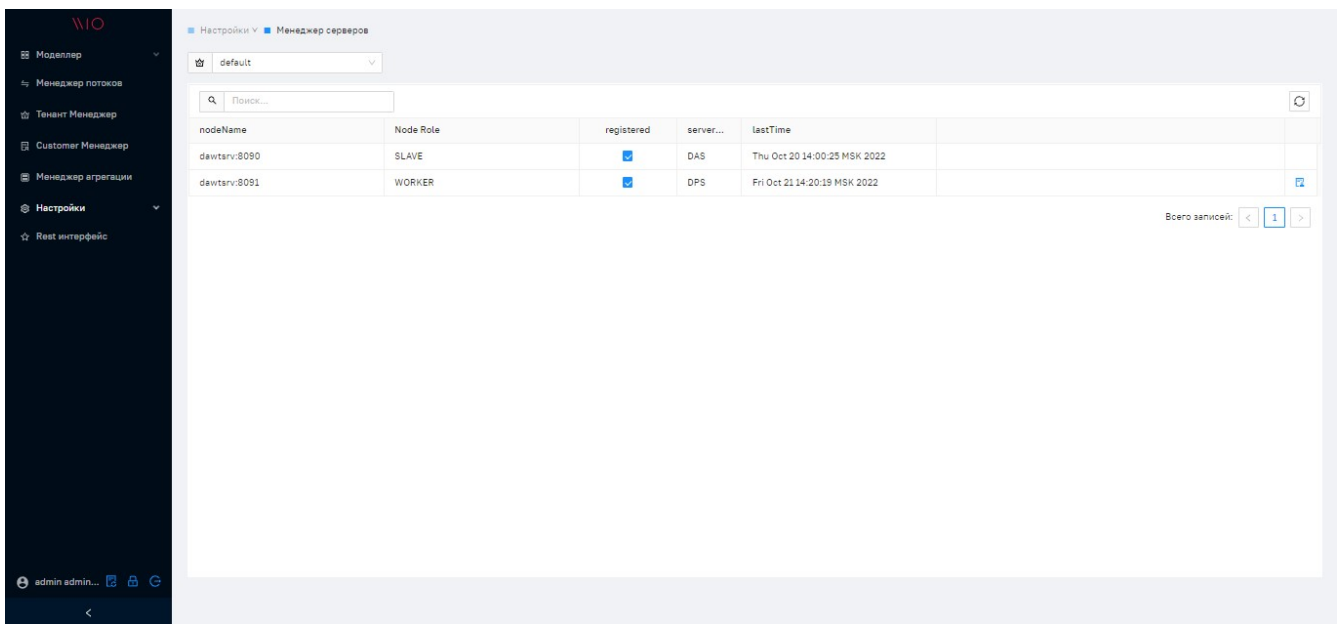 WIO
Настройки Менеджер серверов
Моделлер
default
Менеджер потоков
Поиск...
Тенант Менеджер
nodeName Node Role registered server... lastTime
Customer Менеджер
dawtsrv:8090 SLAVE DAS Thu Oct 20 14:00:25 MSK 2022
Менеджер агрегации
dawtsrv:8091 WORKER DPS Fri Oct 21 14:20:19 MSK 2022
Настройки
Всего записей: < 1 >
Rest интерфейс
admin admin...
<